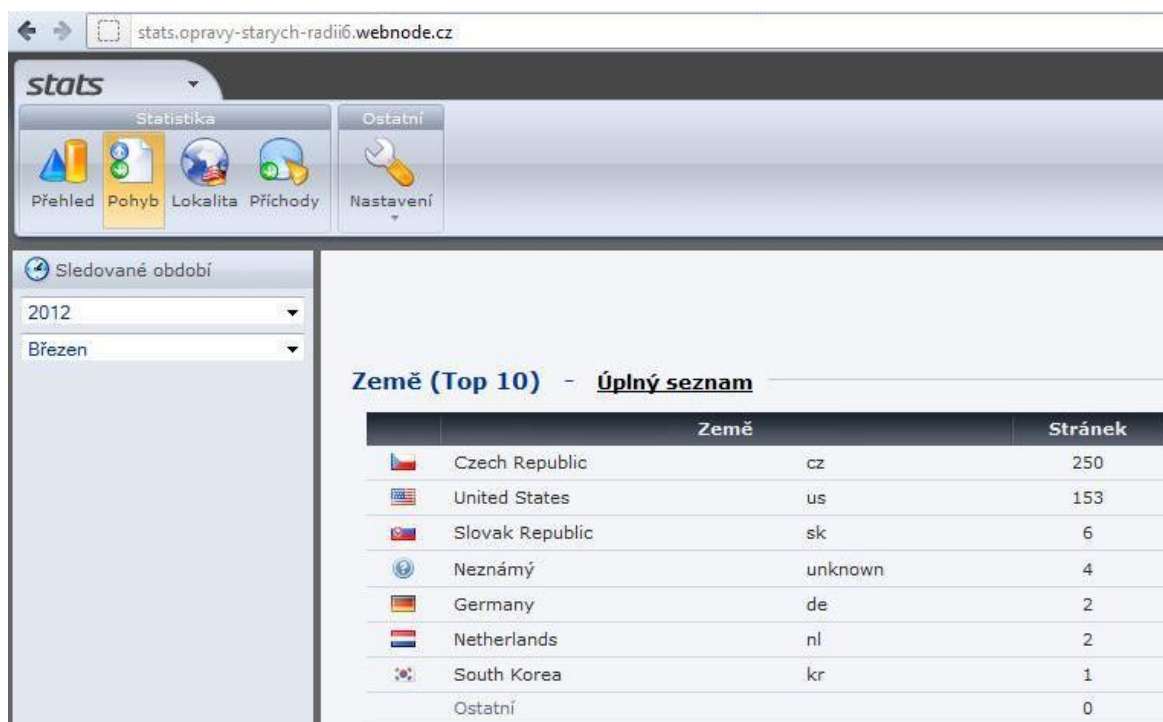 stats.opravy-starych-radii6.webnode.cz
stats
Statistika Ostatní
Přehled Pohyb Lokalita Příchody Nastavení
Sledované období
2012
Březen
Země (Top 10) - Úplný seznam
Země Stránek
Czech Republic cz 250
United States us 153
Slovak Republic sk 6
Neznámý unknown 4
Germany de 2
Netherlands nl 2
South Korea kr 1
Ostatní 0